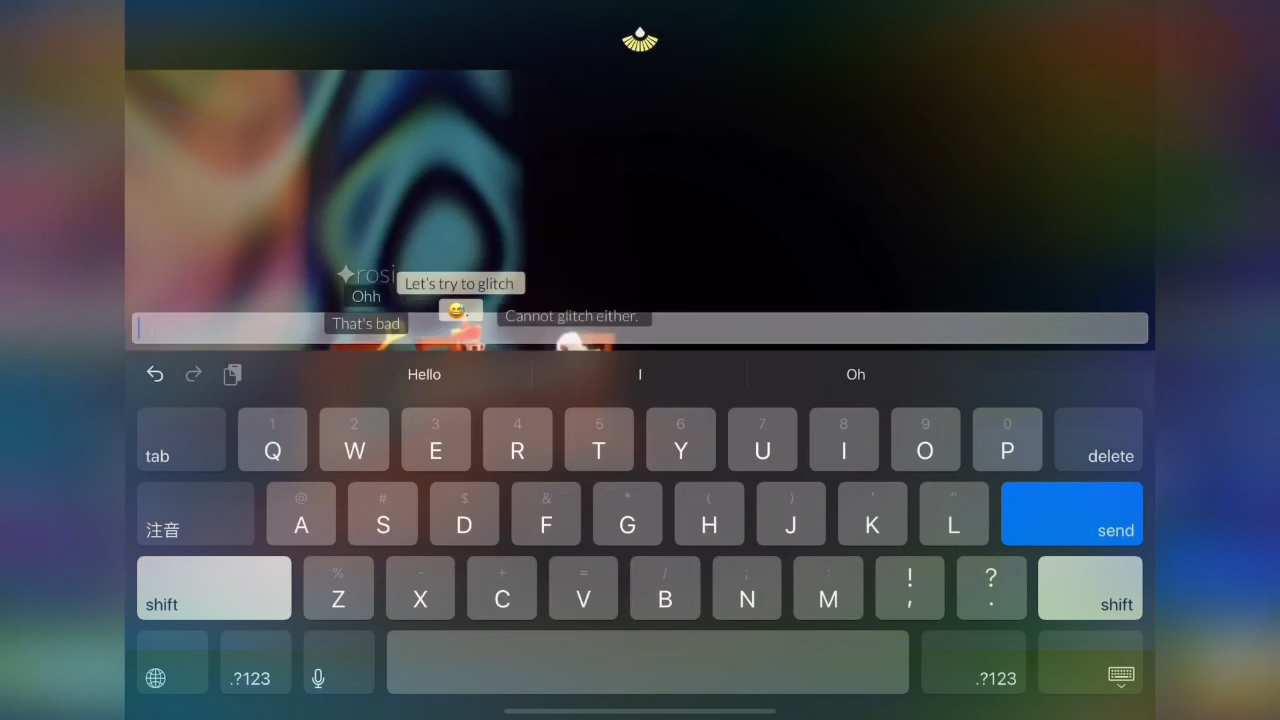 ✦rosi
Let's try to glitch
Ohh
😅.
That's bad
Cannot glitch either.
Hello
I
Oh
1 2 3 4 5 6 7 8 9 0
tab Q W E R T Y U I O P delete
@ # $ & * ( ) ' "
注音 A S D F G H J K L send
% - + = / ; :
shift Z X C V B N M ! , ? . shift
.?123 .?123